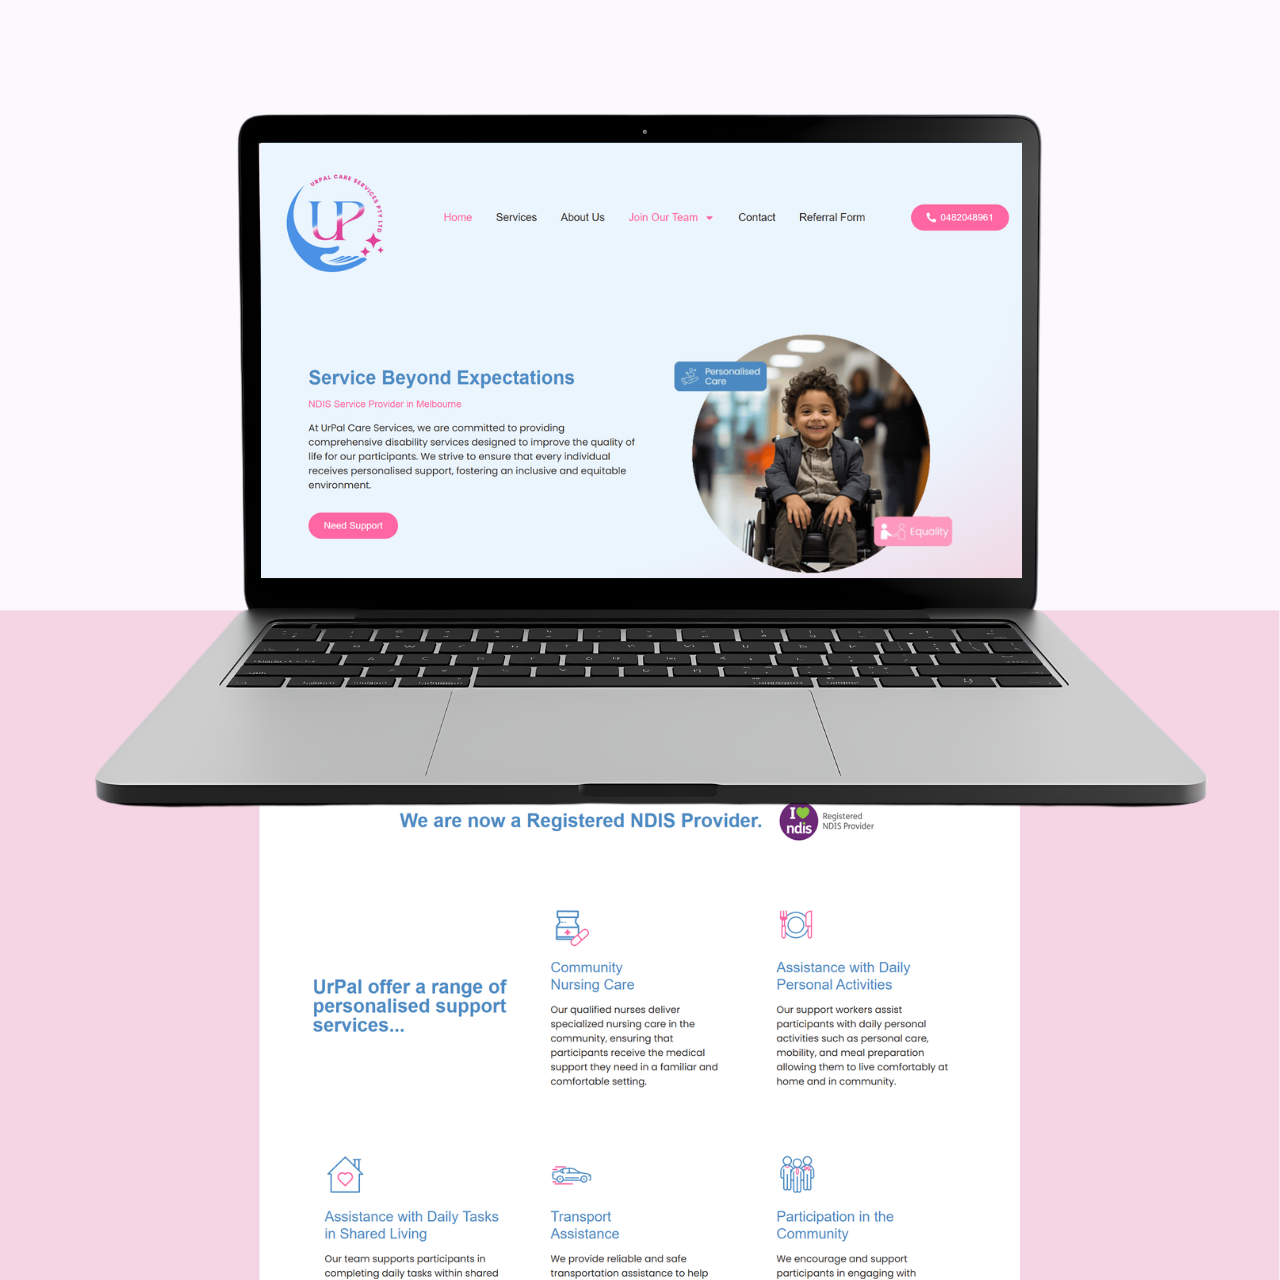 URPAL CARE SERVICES PTY LTD
UP
Home
Services
About Us
Join Our Team
Contact
Referral Form
0482048961
Service Beyond Expectations
NDIS Service Provider in Melbourne
At UrPal Care Services, we are committed to providing
comprehensive disability services designed to improve the quality of
life for our participants. We strive to ensure that every individual
receives personalised support, fostering an inclusive and equitable
environment.
Need Support
Personalised
Care
Equality
We are now a Registered NDIS Provider.
I
ndis
Registered
NDIS Provider
UrPal offer a range of
personalised support
services...
Community
Nursing Care
Our qualified nurses deliver
specialized nursing care in the
community, ensuring that
participants receive the medical
support they need in a familiar and
comfortable setting.
Assistance with Daily
Personal Activities
Our support workers assist
participants with daily personal
activities such as personal care,
mobility, and meal preparation
allowing them to live comfortably at
home and in community.
Assistance with Daily Tasks
in Shared Living
Our team supports participants in
completing daily tasks within shared
Transport
Assistance
We provide reliable and safe
transportation assistance to help
Participation in the
Community
We encourage and support
participants in engaging with